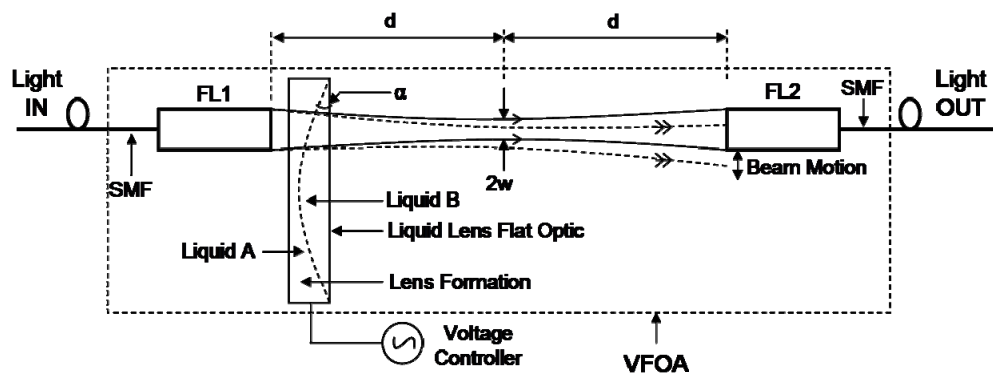 d
d
Light
IN
FL1
α
FL2
SMF
Light
OUT
SMF
2w
Beam Motion
Liquid B
Liquid Lens Flat Optic
Liquid A
Lens Formation
Voltage
Controller
VFOA